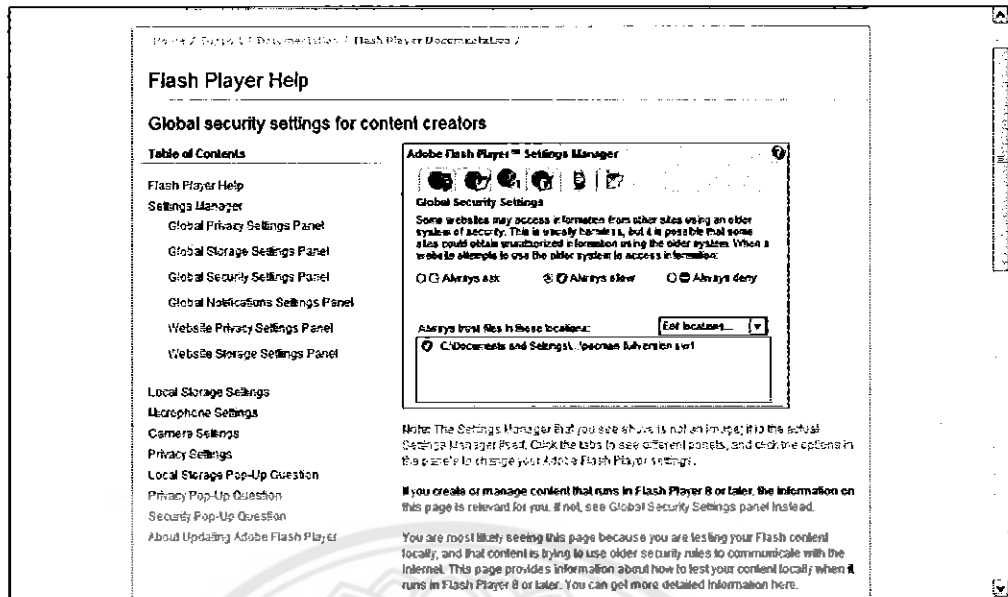 Home / Support / Documentation / Flash Player Documentation /
Flash Player Help
Global security settings for content creators
Table of Contents
Flash Player Help
Settings Manager
Global Privacy Settings Panel
Global Storage Settings Panel
Global Security Settings Panel
Global Notifications Settings Panel
Website Privacy Settings Panel
Website Storage Settings Panel
Local Storage Settings
Microphone Settings
Camera Settings
Privacy Settings
Local Storage Pop-Up Question
Privacy Pop-Up Question
Security Pop-Up Question
About Updating Adobe Flash Player
Adobe Flash Player™ Settings Manager
Global Security Settings
Some websites may access information from other sites using an older
system of security. This is usually harmless, but it is possible that some
sites could obtain unauthorized information using the older system. When a
website attempts to use the older system to access information:
Always ask
Always allow
Always deny
Always trust files in these locations:
Edit locations...
C:\Documents and Settings\...\pacman fullversion.swf
Note: The Settings Manager that you see above is not an image; it is the actual
Settings Manager itself. Click the tabs to see different panels, and click the options in
the panels to change your Adobe Flash Player settings.
If you create or manage content that runs in Flash Player 8 or later, the information on
this page is relevant for you. If not, see Global Security Settings panel instead.
You are most likely seeing this page because you are testing your Flash content
locally, and that content is trying to use older security rules to communicate with the
Internet. This page provides information about how to test your content locally when it
runs in Flash Player 8 or later. You can get more detailed information here.